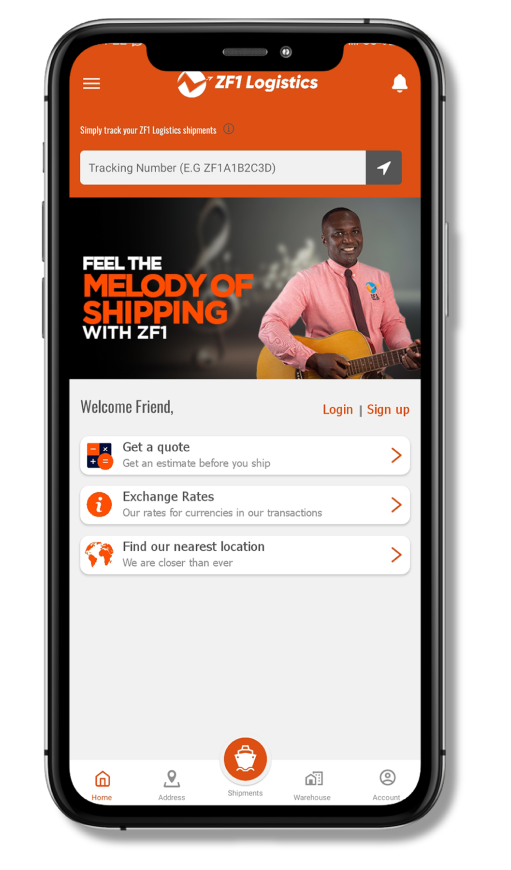 ZF1 Logistics
Simply track your ZF1 Logistics shipments
Tracking Number (E.G ZF1A1B2C3D)
FEEL THE
MELODY OF
SHIPPING
WITH ZF1
Welcome Friend,
Login | Sign up
Get a quote
Get an estimate before you ship
Exchange Rates
Our rates for currencies in our transactions
Find our nearest location
We are closer than ever
Home
Address
Shipments
Warehouse
Account